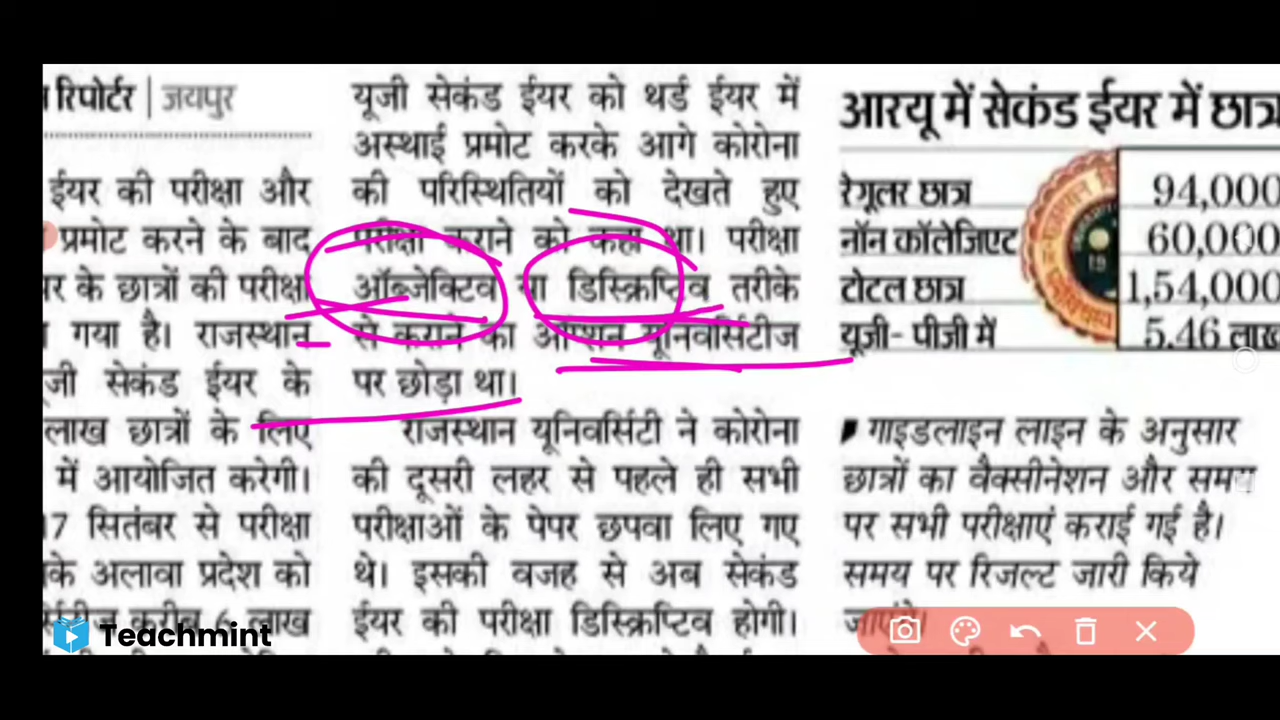 रिपोर्टर | जयपुर
ईयर की परीक्षा और
प्रमोट करने के बाद
के छात्रों की परीक्षा
गया है। राजस्थान
सेकंड ईयर के
लाख छात्रों के लिए
में आयोजित करेगी।
सितंबर से परीक्षा
अलावा प्रदेश को
करीब 6 लाख
यूजी सेकंड ईयर को थर्ड ईयर में
अस्थाई प्रमोट करके आगे कोरोना
की परिस्थितियों को देखते हुए
परीक्षा कराने को कहा था। परीक्षा
ऑब्जेक्टिव या डिस्क्रिप्टिव तरीके
से कराने का ऑप्शन यूनिवर्सिटीज
पर छोड़ा था।
राजस्थान यूनिवर्सिटी ने कोरोना
की दूसरी लहर से पहले ही सभी
परीक्षाओं के पेपर छपवा लिए गए
थे। इसकी वजह से अब सेकंड
ईयर की परीक्षा डिस्क्रिप्टिव होगी।
आरयू में सेकंड ईयर में छात्र
रेगूलर छात्र 94,000
नॉन कॉलेजिएट 60,000
टोटल छात्र 1,54,000
यूजी- पीजी में 5.46 लाख
गाइडलाइन लाइन के अनुसार
छात्रों का वैक्सीनेशन और समय
पर सभी परीक्षाएं कराई गई है।
समय पर रिजल्ट जारी किये
जाएंगे।
Teachmint